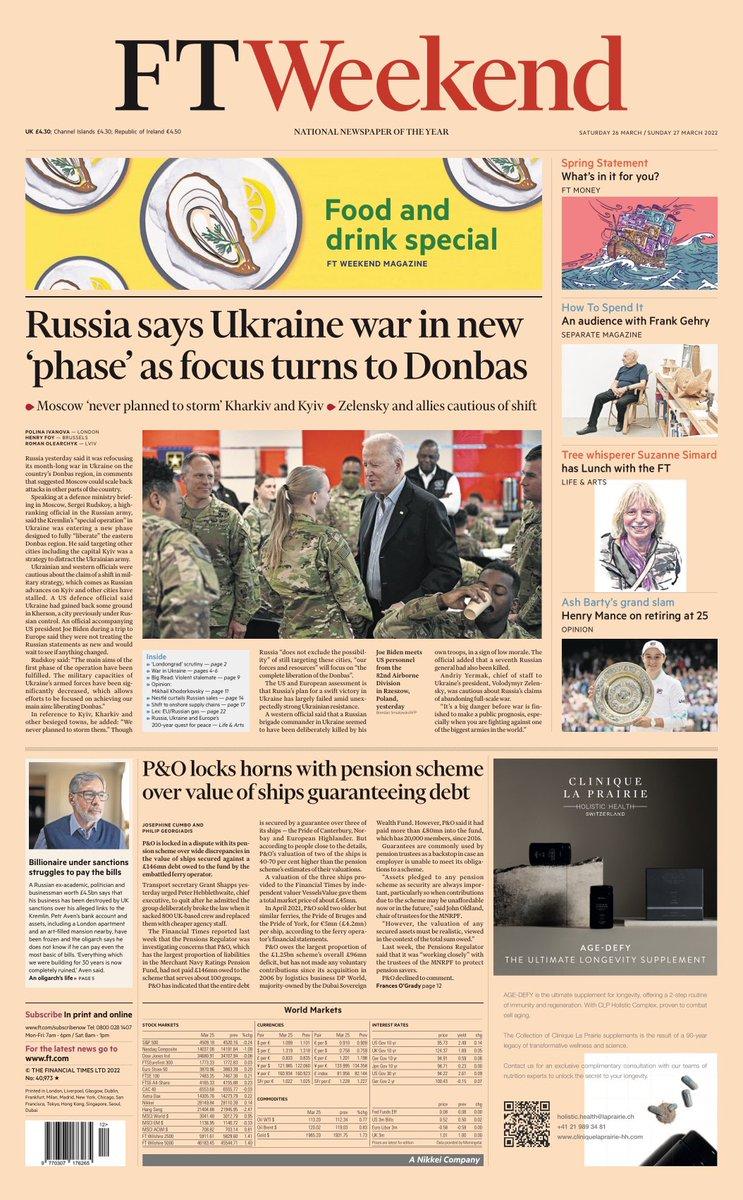 FT Weekend
UK £4.30; Channel Islands £4.30; Republic of Ireland £4.50
NATIONAL NEWSPAPER OF THE YEAR
SATURDAY 26 MARCH / SUNDAY 27 MARCH 2022
Food and
drink special
FT WEEKEND MAGAZINE
Spring Statement
What's in it for you?
FT MONEY
How To Spend It
An audience with Frank Gehry
SEPARATE MAGAZINE
Tree whisperer Suzanne Simard
has Lunch with the FT
LIFE & ARTS
Ash Barty's grand slam
Henry Mance on retiring at 25
OPINION
Russia says Ukraine war in new
'phase' as focus turns to Donbas
Moscow 'never planned to storm' Kharkiv and Kyiv
Zelensky and allies cautious of shift
POLINA IVANOVA — LONDON
HENRY FOY — BRUSSELS
ROMAN OLEARCHYK — LVIV
Russia yesterday said it was refocusing
its month-long war in Ukraine on the
country's Donbas region, in comments
that suggested Moscow could scale back
attacks in other parts of the country.
Speaking at a defence ministry brief-
ing in Moscow, Sergei Rudskoy, a high-
ranking official in the Russian army,
said the Kremlin's "special operation" in
Ukraine was entering a new phase
designed to fully "liberate" the eastern
Donbas region. He said targeting other
cities including the capital Kyiv was a
strategy to distract the Ukrainian army.
Ukrainian and western officials were
cautious about the claim of a shift in mil-
itary strategy, which comes as Russian
advances on Kyiv and other cities have
stalled. A US defence official said
Ukraine had gained back some ground
in Kherson, a city previously under Rus-
sian control. An official accompanying
US president Joe Biden during a trip to
Europe said they were not treating the
Russian statements as new and would
wait to see if anything changed.
Rudskoy said: "The main aims of the
first phase of the operation have been
fulfilled. The military capacities of
Ukraine's armed forces have been sig-
nificantly decreased, which allows
efforts to be focused on achieving our
main aim: liberating Donbas."
In reference to Kyiv, Kharkiv and
other besieged towns, he added: "We
never planned to storm them." Though
Inside
'Londongrad' scrutiny — page 2
War in Ukraine — pages 4-6
Big Read: Violent stalemate — page 9
Opinion:
Mikhail Khodorkovsky — page 11
Nestlé curtails Russian sales — page 14
Shift to onshore supply chains — page 17
Lex: EU/Russian gas — page 22
Russia, Ukraine and Europe's
200-year quest for peace — Life & Arts
Russia "does not exclude the possibil-
ity" of still targeting these cities, "our
forces and resources" will focus on "the
complete liberation of the Donbas".
The US and European assessment is
that Russia's plan for a swift victory in
Ukraine has largely failed amid unex-
pectedly strong Ukrainian resistance.
A western official said that a Russian
brigade commander in Ukraine seemed
to have been deliberately killed by his
Joe Biden meets
US personnel
from the
82nd Airborne
Division
in Rzeszow,
Poland,
yesterday
own troops, in a sign of low morale. The
official added that a seventh Russian
general had also been killed.
Andriy Yermak, chief of staff to
Ukraine's president, Volodymyr Zelen-
sky, was cautious about Russia's claims
of abandoning full-scale war.
"It's a big danger before war is fin-
ished to make a public prognosis, espe-
cially when you are fighting against one
of the biggest armies in the world."
Billionaire under sanctions
struggles to pay the bills
A Russian ex-academic, politician and
businessman worth £4.5bn says that
his business has been destroyed by UK
sanctions over his alleged links to the
Kremlin. Petr Aven's bank account and
assets, including a London apartment
and an art-filled mansion nearby, have
been frozen and the oligarch says he
does not know if he can pay even the
most basic of bills. 'Everything which
we were building for 30 years is now
completely ruined,' Aven said.
An oligarch's life PAGE 5
P&O locks horns with pension scheme
over value of ships guaranteeing debt
JOSEPHINE CUMBO AND
PHILIP GEORGIADIS
P&O is locked in a dispute with its pen-
sion scheme over wide discrepancies in
the value of ships secured against a
£146mn debt owed to the fund by the
embattled ferry operator.
Transport secretary Grant Shapps yes-
terday urged Peter Hebblethwaite, chief
executive, to quit after he admitted the
group deliberately broke the law when it
sacked 800 UK-based crew and replaced
them with cheaper agency staff.
The Financial Times reported last
week that the Pensions Regulator was
investigating concerns that P&O, which
has the largest proportion of liabilities
in the Merchant Navy Ratings Pension
Fund, had not paid £146mn owed to the
scheme that serves about 100 groups.
P&O has indicated that the entire debt
is secured by a guarantee over three of
its ships — the Pride of Canterbury, Nor-
bay and European Highlander. But
according to people close to the details,
P&O's valuation of two of the ships is
40-70 per cent higher than the pension
scheme's estimates of their valuations.
A valuation of the three ships pro-
vided to the Financial Times by inde-
pendent valuer VesselsValue gave them
a total market price of about £45mn.
In April 2021, P&O sold two older but
similar ferries, the Pride of Bruges and
the Pride of York, for €5mn (£4.2mn)
per ship, according to the ferry opera-
tor's financial statements.
P&O owes the largest proportion of
the £1.25bn scheme's overall £96mn
deficit, but has not made any voluntary
contributions since its acquisition in
2006 by logistics business DP World,
majority-owned by the Dubai Sovereign
Wealth Fund. However, P&O said it had
paid more than £80mn into the fund,
which has 20,000 members, since 2016.
Guarantees are commonly used by
pension trustees as a backstop in case an
employer is unable to meet its obliga-
tions to a scheme.
"Assets pledged to any pension
scheme as security are always impor-
tant, particularly so when contributions
due to the scheme may be unaffordable
now or in the future," said John Oldland,
chair of trustees for the MNRPF.
"However, the valuation of any
secured assets must be realistic, viewed
in the context of the total sum owed."
Last week, the Pensions Regulator
said that it was "working closely" with
the trustees of the MNRPF to protect
pension savers.
P&O declined to comment.
Frances O'Grady page 12
Subscribe In print and online
www.ft.com/subscribenow Tel: 0800 028 1407
Mon-Fri 7am - 6pm / Sat 8am - 1pm
For the latest news go to
www.ft.com
© THE FINANCIAL TIMES LTD 2022
No: 40,973 ★
Printed in London, Liverpool, Glasgow, Dublin,
Frankfurt, Milan, Madrid, New York, Chicago, San
Francisco, Tokyo, Hong Kong, Singapore, Seoul,
Dubai
9 770307 176265
12>
World Markets
STOCK MARKETS
CURRENCIES
INTEREST RATES
COMMODITIES
A Nikkei Company
CLINIQUE
LA PRAIRIE
HOLISTIC HEALTH
SWITZERLAND
AGE-DEFY
THE ULTIMATE LONGEVITY SUPPLEMENT
AGE-DEFY is the ultimate supplement for longevity, offering a 2-step routine
of immunity and regeneration. With CLP Holistic Complex, proven to combat
cell aging.
The Collection of Clinique La Prairie supplements is the result of a 90-year
legacy of transformative wellness and science.
Contact us for an exclusive complimentary consultation with our teams of
nutrition experts to unlock the secret to longevity.
holistic.health@laprairie.ch
+41 21 989 34 81
www.cliniquelaprairie-hh.com